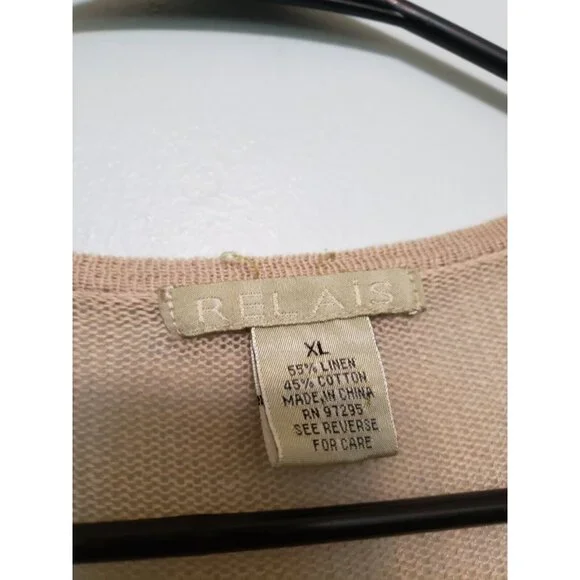 RELAiS
XL
55% LINEN
45% COTTON
MADE IN CHINA
RN 97295
SEE REVERSE
FOR CARE